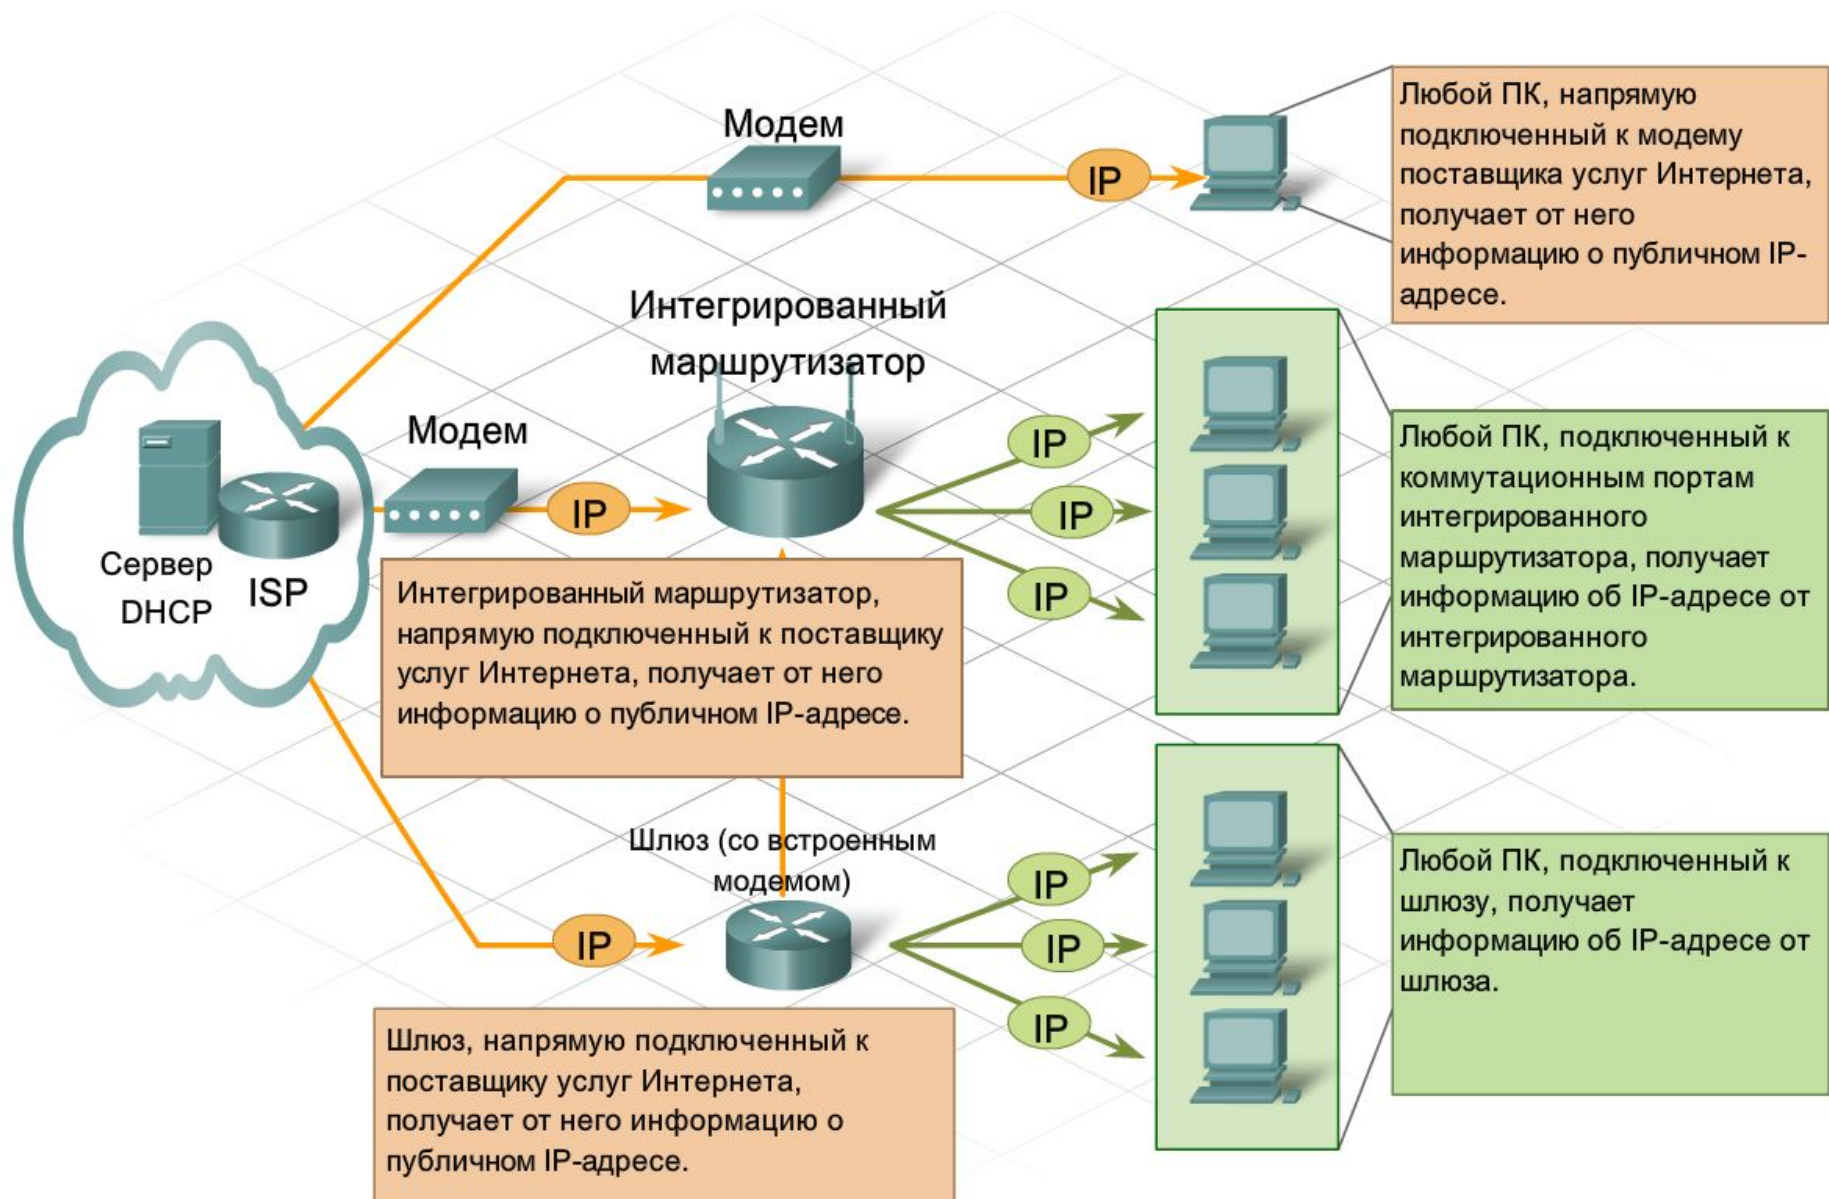 Модем
IP
Любой ПК, напрямую
подключенный к модему
поставщика услуг Интернета,
получает от него
информацию о публичном IP-
адресе.
Интегрированный
маршрутизатор
Модем
IP
IP
IP
IP
Любой ПК, подключенный к
коммутационным портам
интегрированного
маршрутизатора, получает
информацию об IP-адресе от
интегрированного
маршрутизатора.
Сервер
DHCP
ISP
Интегрированный маршрутизатор,
напрямую подключенный к поставщику
услуг Интернета, получает от него
информацию о публичном IP-адресе.
Шлюз (со встроенным
модемом)
IP
IP
IP
IP
Любой ПК, подключенный к
шлюзу, получает
информацию об IP-адресе от
шлюза.
Шлюз, напрямую подключенный к
поставщику услуг Интернета,
получает от него информацию о
публичном IP-адресе.